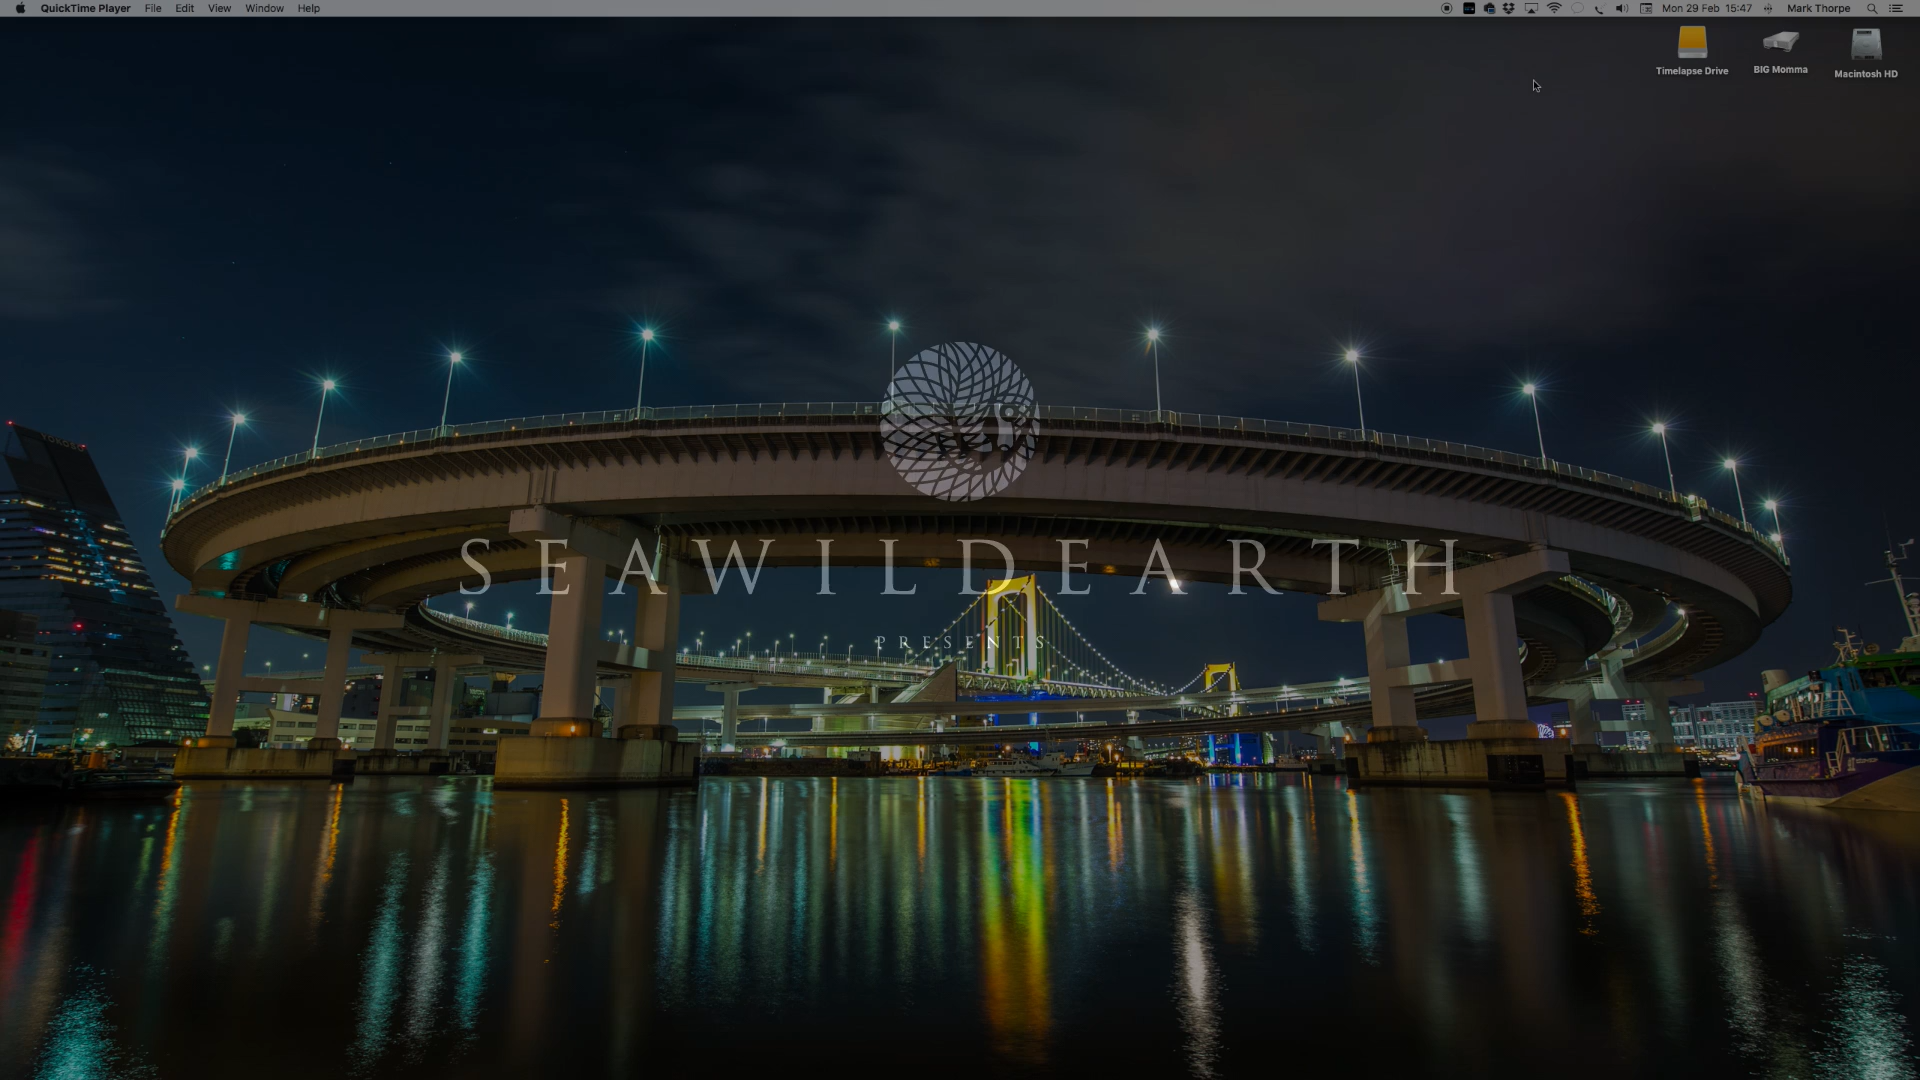 QuickTime Player File Edit View Window Help Mon 29 Feb 15:47 Mark Thorpe
Timelapse Drive BIG Momma Macintosh HD
SEAWILDEARTH
PRESENTS